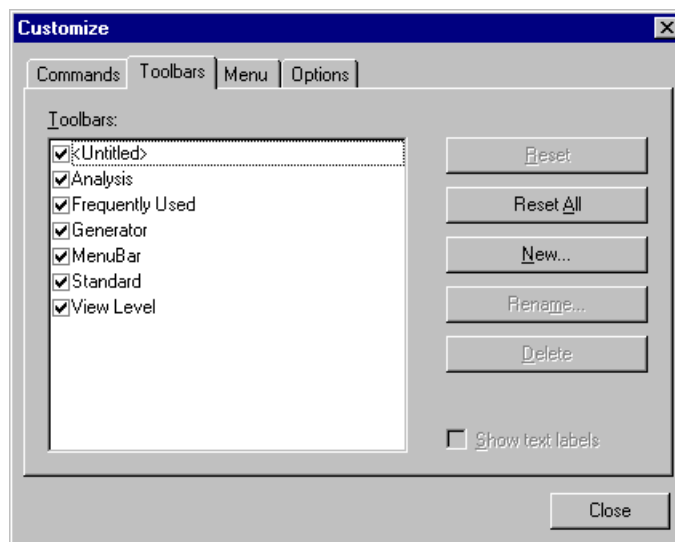 Customize
Commands Toolbars Menu Options
Toolbars:
<Untitled>
Analysis
Frequently Used
Generator
MenuBar
Standard
View Level
Reset
Reset All
New...
Rename...
Delete
Show text labels
Close